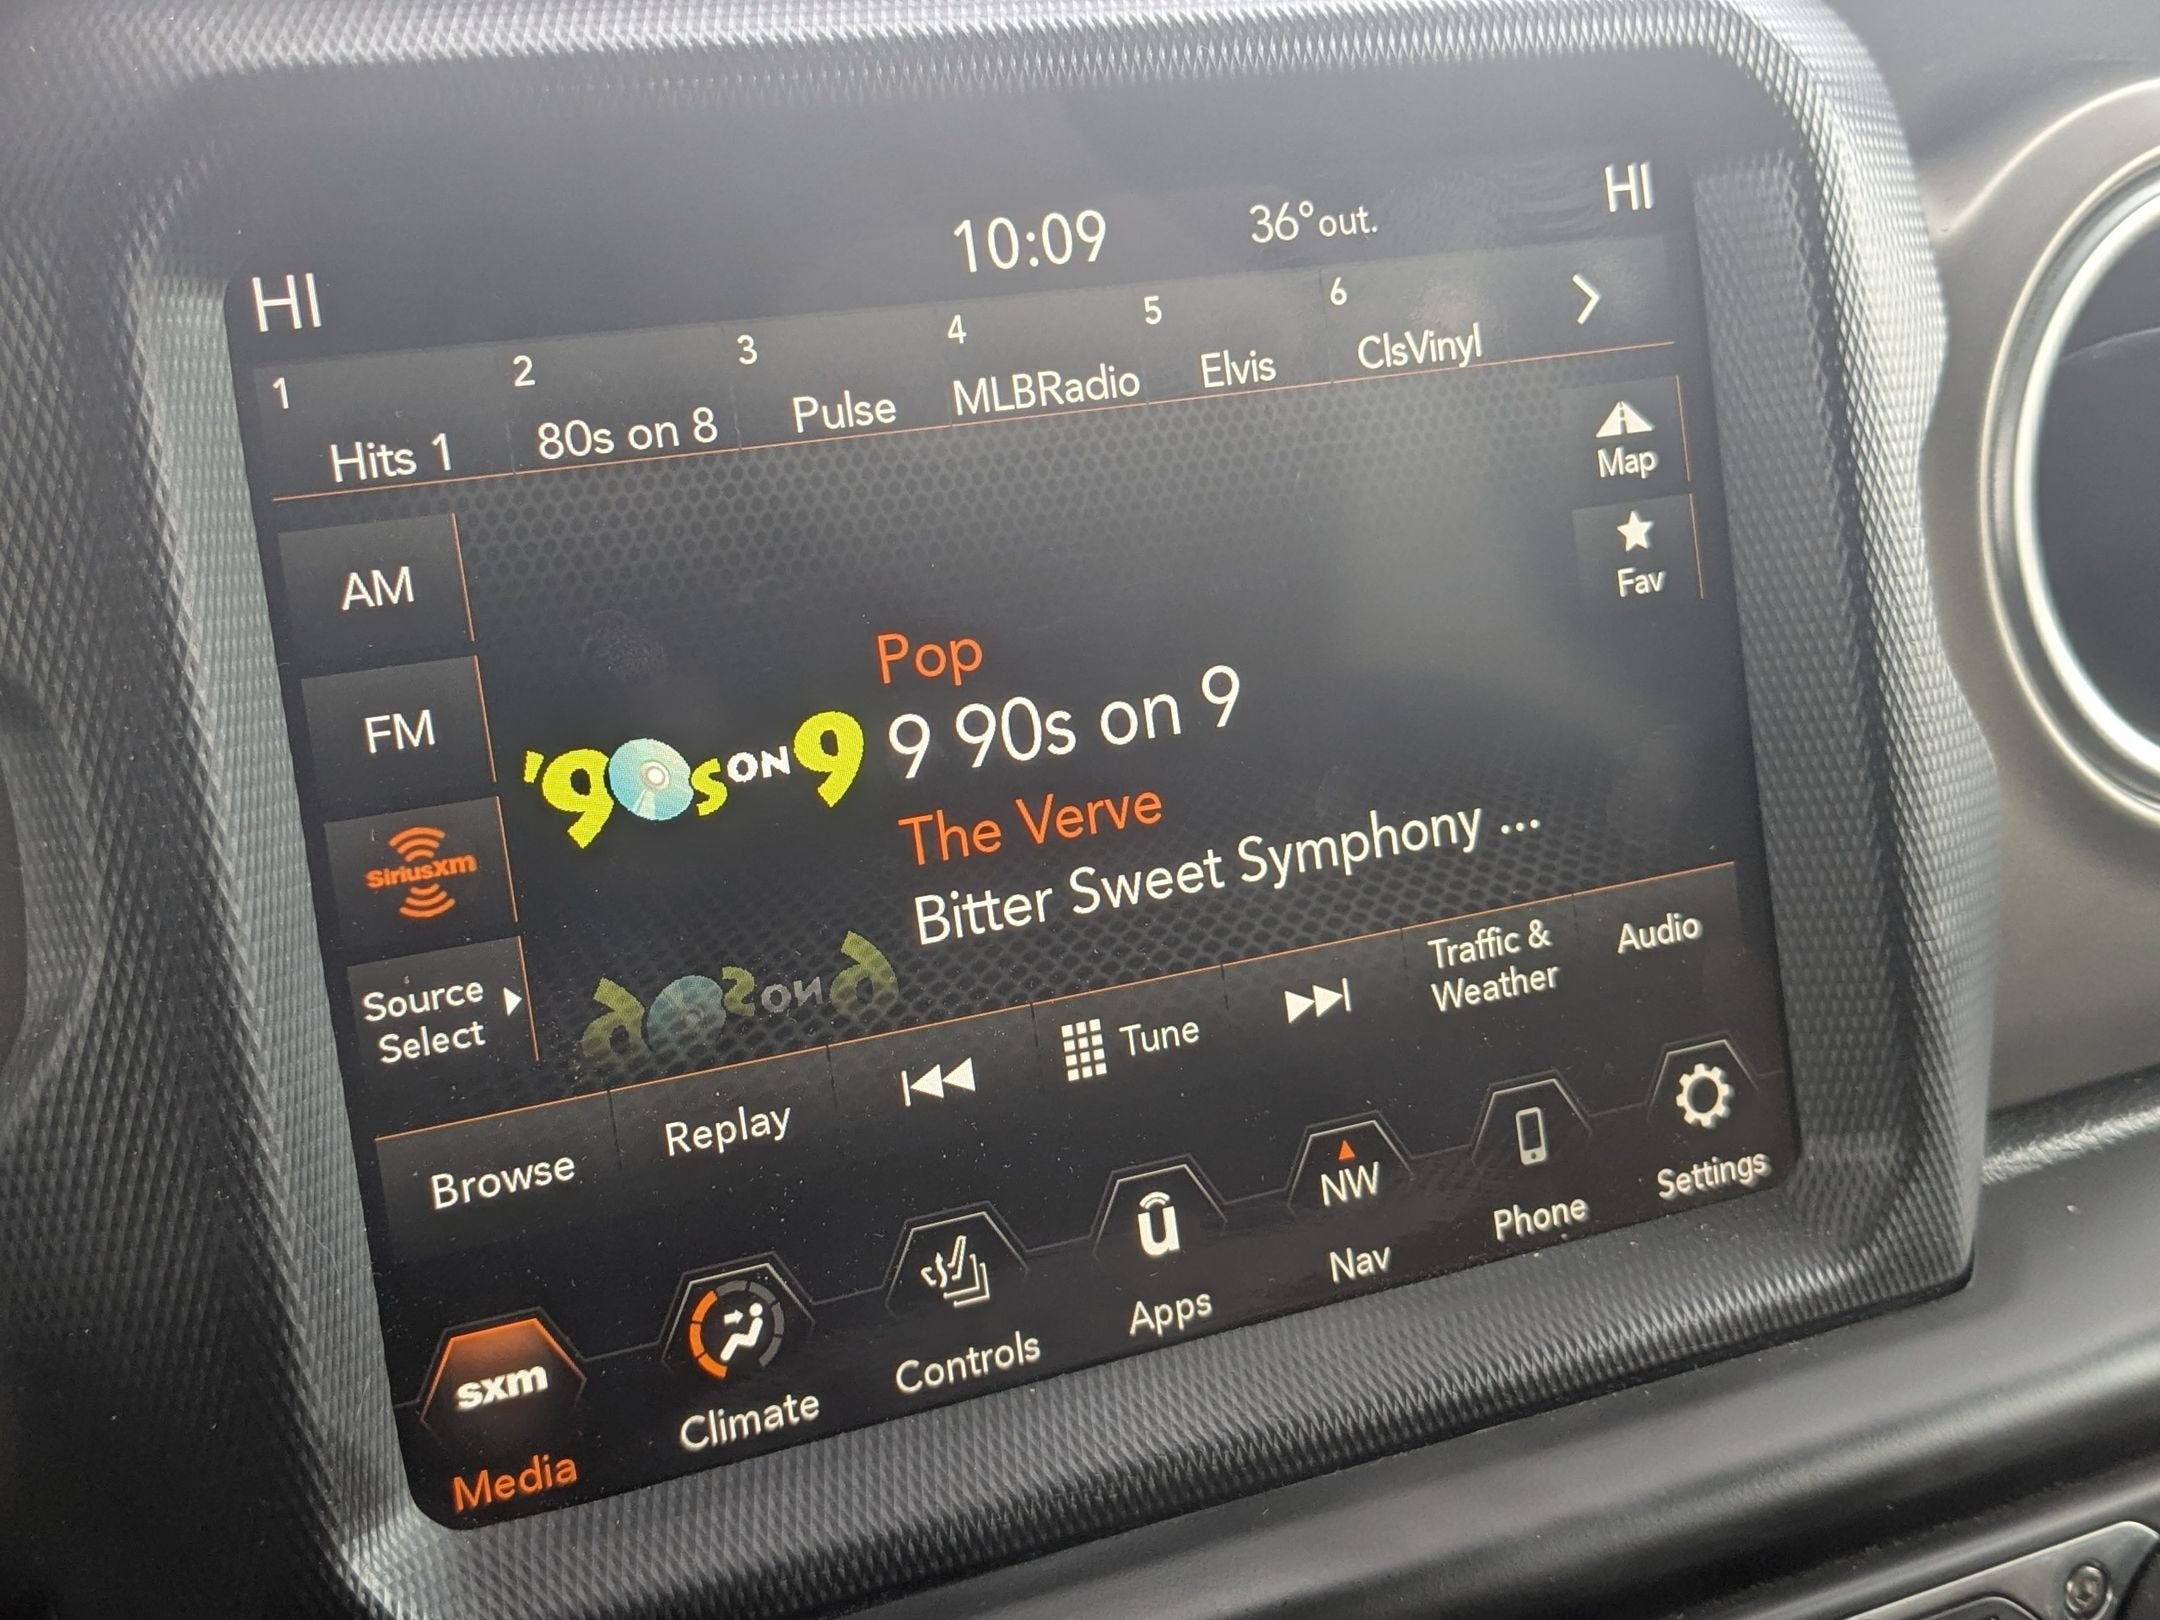 HI
10:09
36° out.
HI
1 Hits 1
2 80s on 8
3 Pulse
4 MLBRadio
5 Elvis
6 ClsVinyl
Map
Fav
AM
FM
SiriusXM
Source
Select
'90s ON 9
Pop
9 90s on 9
The Verve
Bitter Sweet Symphony ...
Browse
Replay
Tune
Traffic &
Weather
Audio
sxm
Media
Climate
Controls
u
Apps
NW
Nav
Phone
Settings